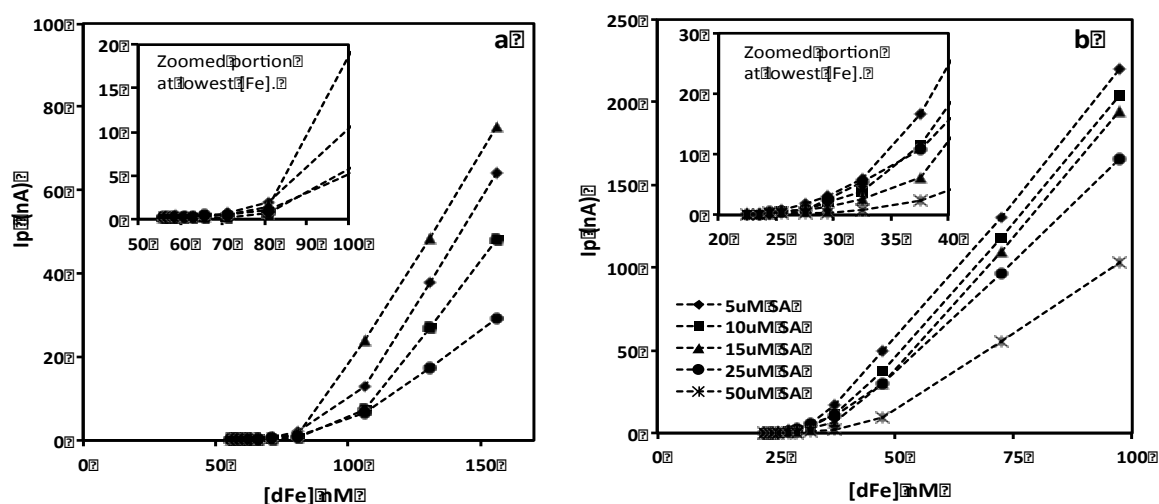 a
Zoomed portion
at lowest [Fe].
100
80
60
40
20
0
20
15
10
5
0
50 60 70 80 90 100
Ip (nA)
0 50 100 150
[dFe] nM
b
Zoomed portion
at lowest [Fe].
250
200
150
100
50
0
30
20
10
0
20 25 30 35 40
Ip (nA)
5uM SA
10uM SA
15uM SA
25uM SA
50uM SA
0 25 50 75 100
[dFe] nM